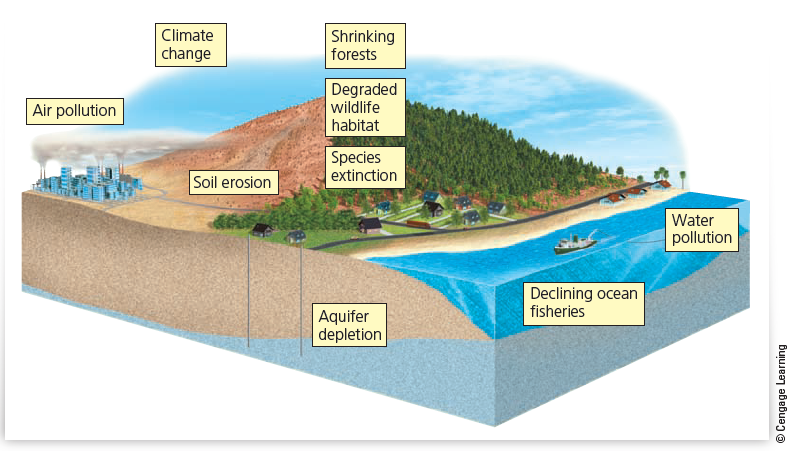 Climate
change
Shrinking
forests
Air pollution
Degraded
wildlife
habitat
Species
extinction
Soil erosion
Water
pollution
Declining ocean
fisheries
Aquifer
depletion
© Cengage Learning